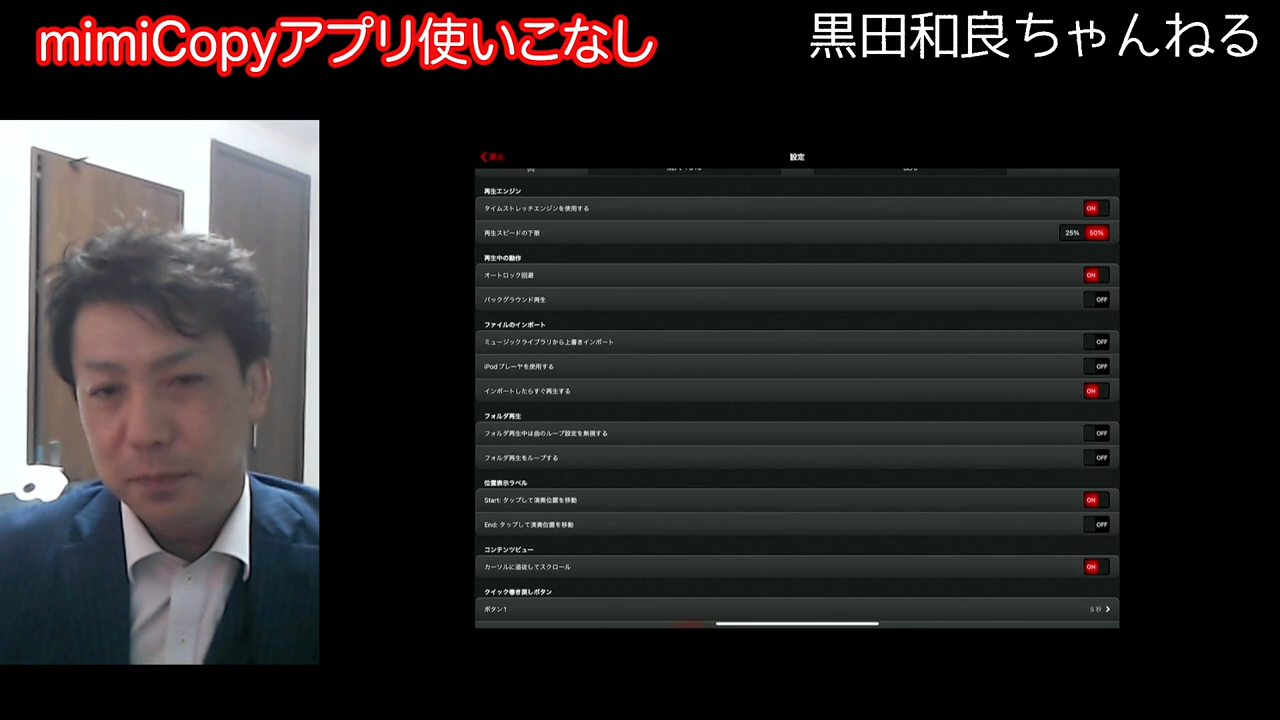 mimiCopyアプリ使いこなし
黒田和良ちゃんねる
設定
再生エンジン
タイムストレッチエンジンを使用する ON
再生スピードの下限 25% 50%
再生中の動作
オートロック回避 ON
バックグラウンド再生 OFF
ファイルのインポート
ミュージックライブラリから上書きインポート OFF
iPodプレーヤを使用する OFF
インポートしたらすぐ再生する ON
フォルダ再生
フォルダ再生中は曲のループ設定を無視する OFF
フォルダ再生をループする OFF
位置表示ラベル
Start: タップして演奏位置を移動 ON
End: タップして演奏位置を移動 OFF
コンテンツビュー
カーソルに追従してスクロール ON
クイック巻き戻しボタン
ボタン1 5 秒